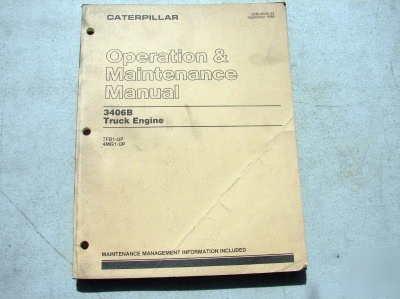 CATERPILLAR
Operation &
Maintenance
Manual
3406B
Truck Engine
7FB1-UP
4MG1-UP
MAINTENANCE MANAGEMENT INFORMATION INCLUDED